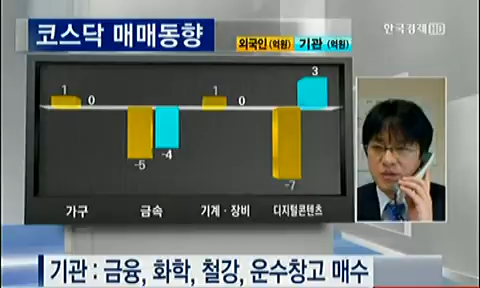 코스닥 매매동향
외국인(억원) 기관(억원)
한국경제HD
1 0 -5 -4 1 0 -7 3
가구 금속 기계·장비 디지털콘텐츠
기관 : 금융, 화학, 철강, 운수창고 매수